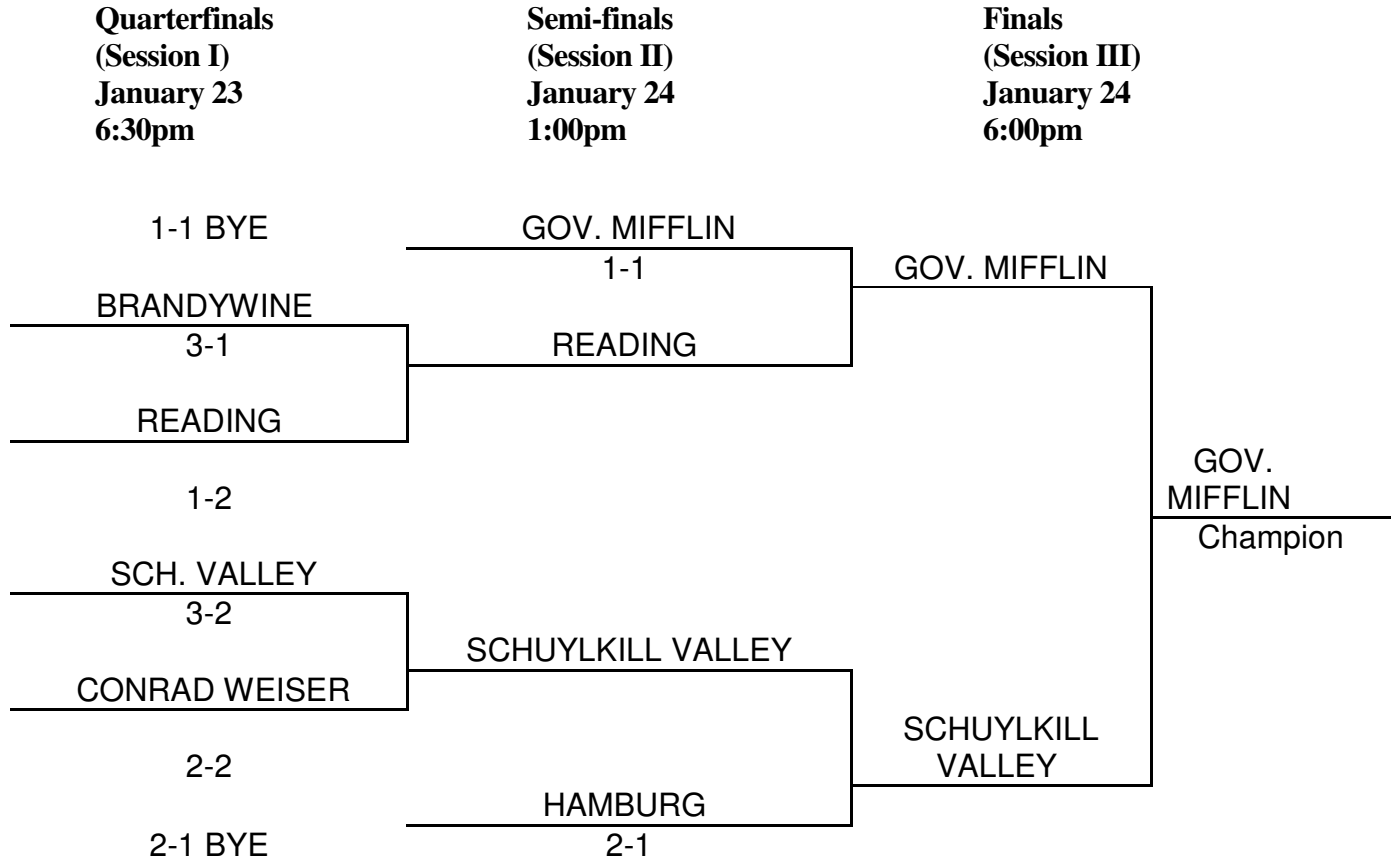 Quarterfinals
(Session I)
January 23
6:30pm
Semi-finals
(Session II)
January 24
1:00pm
Finals
(Session III)
January 24
6:00pm
1-1 BYE
BRANDYWINE
3-1
READING
1-2
SCH. VALLEY
3-2
CONRAD WEISER
2-2
2-1 BYE
GOV. MIFFLIN
1-1
READING
SCHUYLKILL VALLEY
HAMBURG
2-1
GOV. MIFFLIN
SCHUYLKILL
VALLEY
GOV.
MIFFLIN
Champion